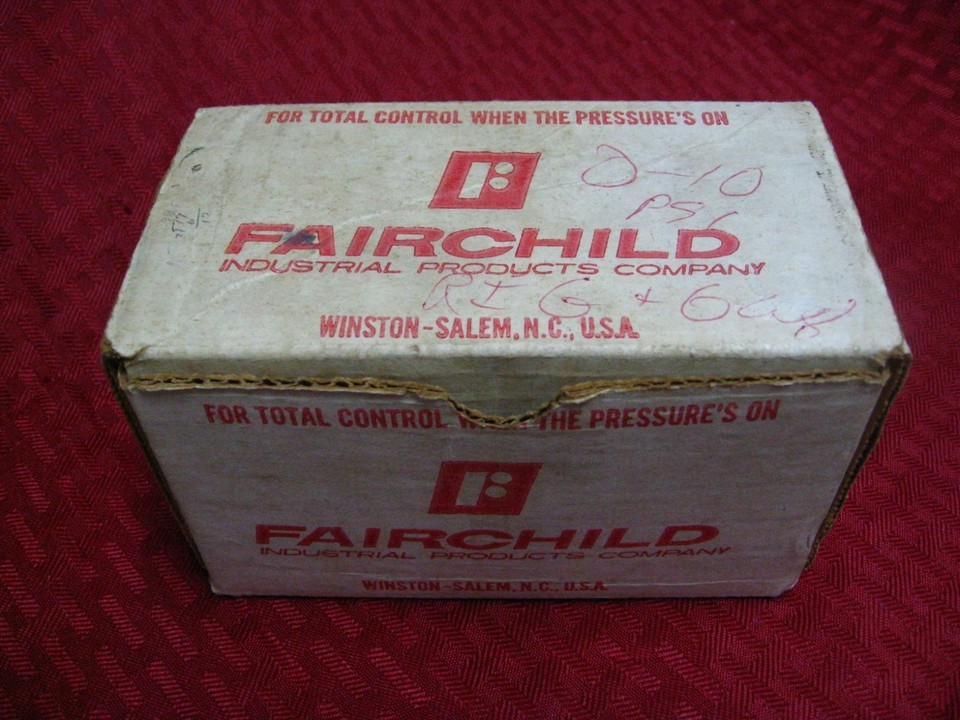 FOR TOTAL CONTROL WHEN THE PRESSURE'S ON
0-10
PSI
FAIRCHILD
INDUSTRIAL PRODUCTS COMPANY
WINSTON-SALEM, N.C., U.S.A.
FOR TOTAL CONTROL THE PRESSURE'S ON
FAIRCHILD
INDUSTRIAL PRODUCTS COMPANY
WINSTON-SALEM, N.C., U.S.A.